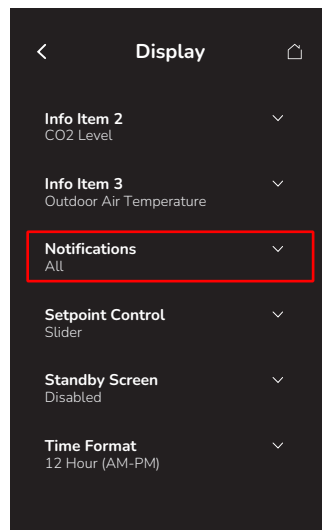 Display
Info Item 2
CO2 Level
Info Item 3
Outdoor Air Temperature
Notifications
All
Setpoint Control
Slider
Standby Screen
Disabled
Time Format
12 Hour (AM-PM)